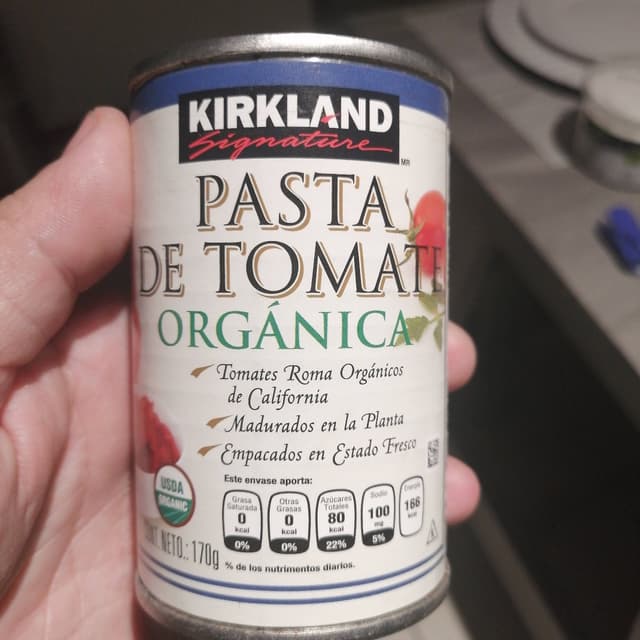 KIRKLAND
Signature
MR
PASTA
DE TOMATE
ORGÁNICA
Tomates Roma Orgánicos
de California
Madurados en la Planta
Empacados en Estado Fresco
USDA
ORGANIC
Este envase aporta:
Grasa Saturada 0 kcal 0%
Otras Grasas 0 kcal 0%
Azúcares Totales 80 kcal 22%
Sodio 100 mg 5%
Energía 166 kcal
CONT. NETO.: 170g
% de los nutrimentos diarios.